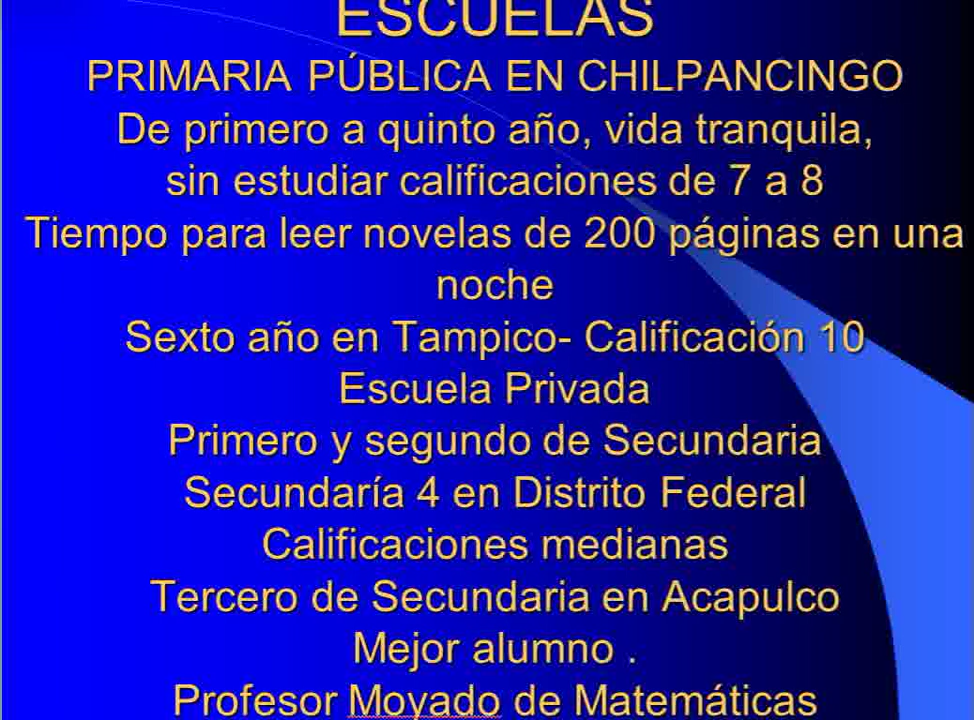 ESCUELAS
PRIMARIA PÚBLICA EN CHILPANCINGO
De primero a quinto año, vida tranquila,
sin estudiar calificaciones de 7 a 8
Tiempo para leer novelas de 200 páginas en una
noche
Sexto año en Tampico- Calificación 10
Escuela Privada
Primero y segundo de Secundaria
Secundaría 4 en Distrito Federal
Calificaciones medianas
Tercero de Secundaria en Acapulco
Mejor alumno .
Profesor Moyado de Matemáticas